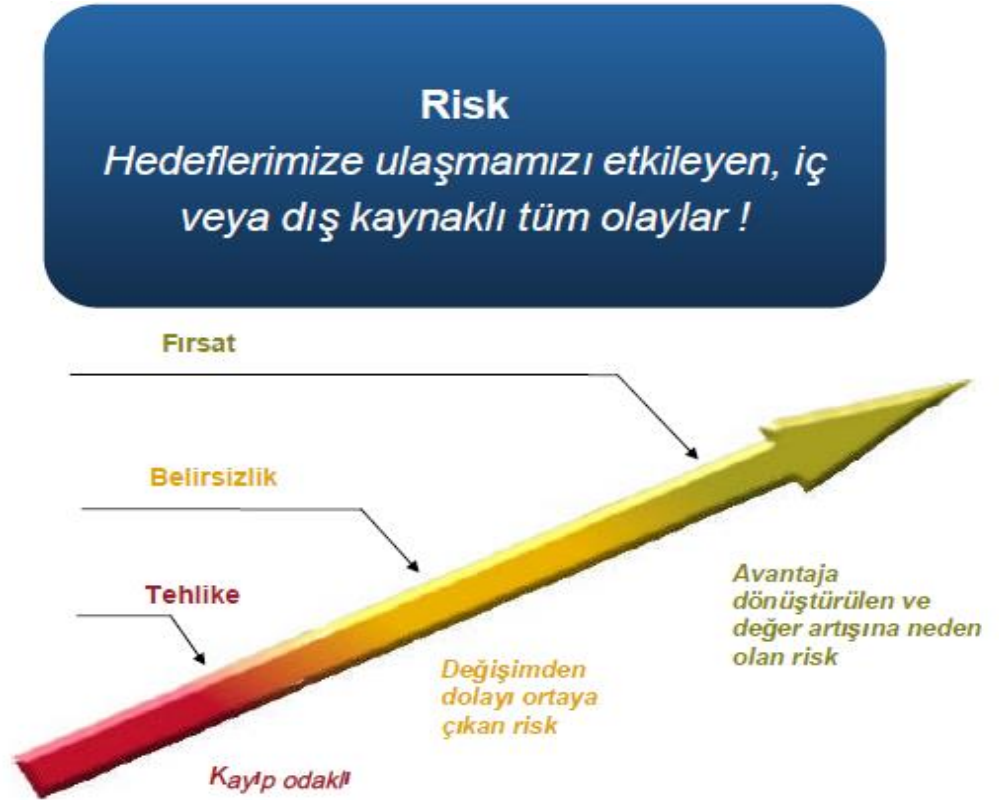 Risk
Hedeflerimize ulaşmamızı etkileyen, iç
veya dış kaynaklı tüm olaylar !
Fırsat
Belirsizlik
Tehlike
Avantaja
dönüştürülen ve
değer artışına neden
olan risk
Değişimden
dolayı ortaya
çıkan risk
Kayıp odaklı